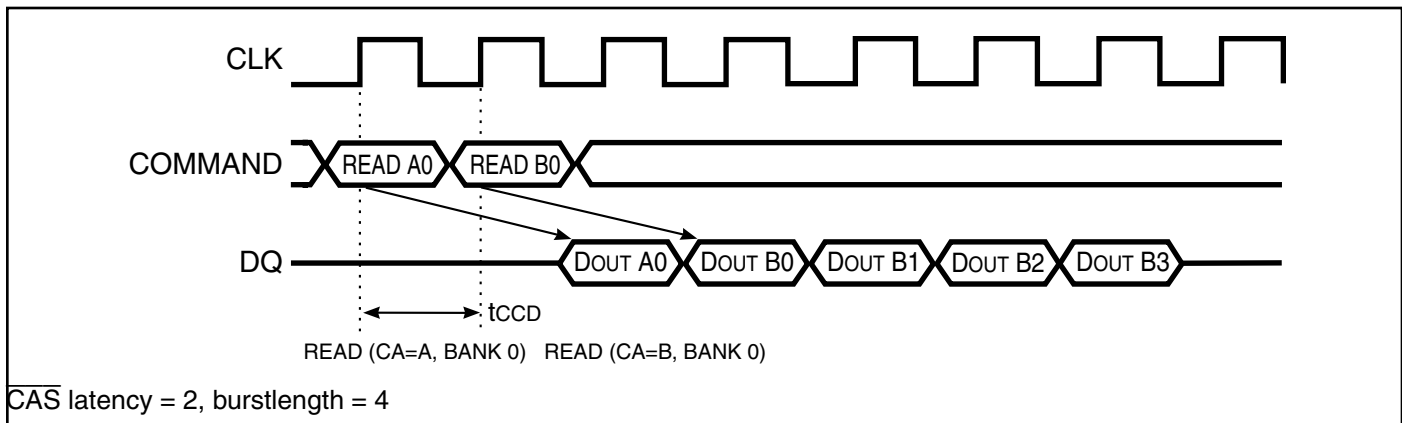 CLK
COMMAND
READ A0
READ B0
DQ
DOUT A0
DOUT B0
DOUT B1
DOUT B2
DOUT B3
tCCD
READ (CA=A, BANK 0) READ (CA=B, BANK 0)
CAS latency = 2, burstlength = 4